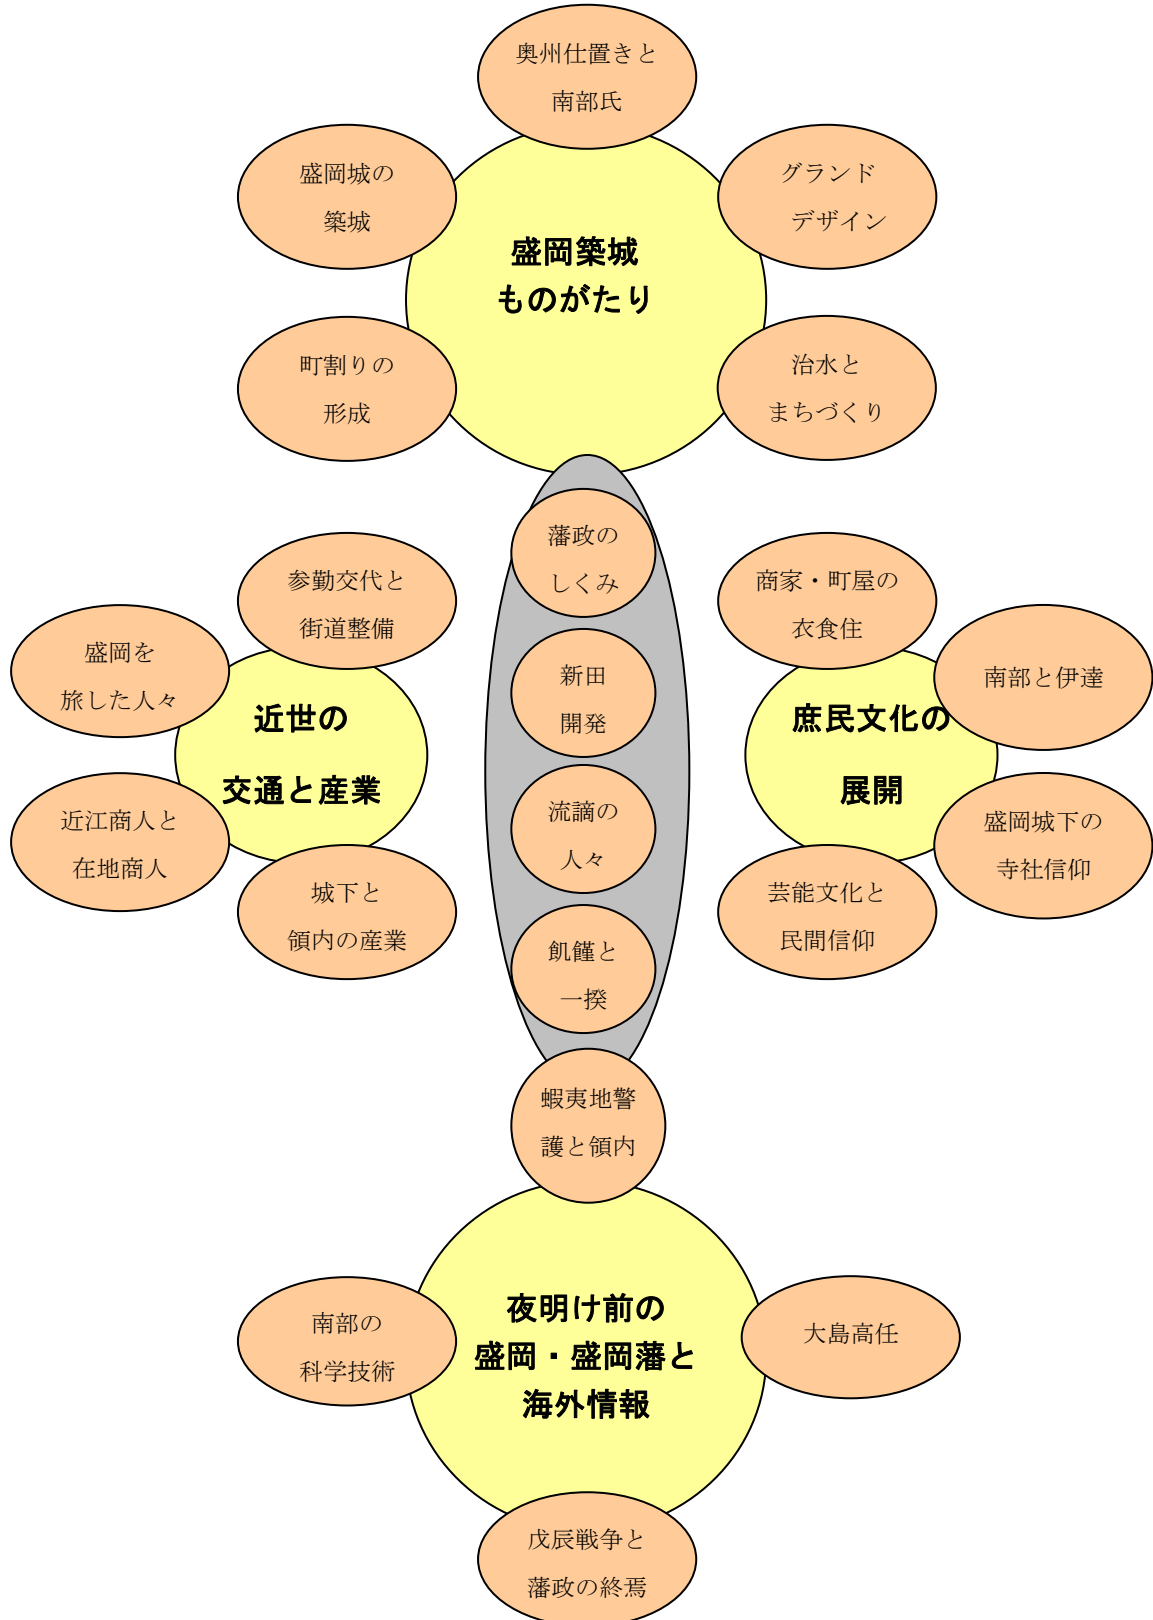 奥州仕置きと
南部氏
盛岡城の
築城
グランド
デザイン
盛岡築城
ものがたり
町割りの
形成
治水と
まちづくり
藩政の
しくみ
新田
開発
流謫の
人々
飢饉と
一揆
参勤交代と
街道整備
盛岡を
旅した人々
近世の
交通と産業
近江商人と
在地商人
城下と
領内の産業
商家・町屋の
衣食住
南部と伊達
庶民文化の
展開
盛岡城下の
寺社信仰
芸能文化と
民間信仰
蝦夷地警
護と領内
夜明け前の
盛岡・盛岡藩と
海外情報
南部の
科学技術
大島高任
戊辰戦争と
藩政の終焉